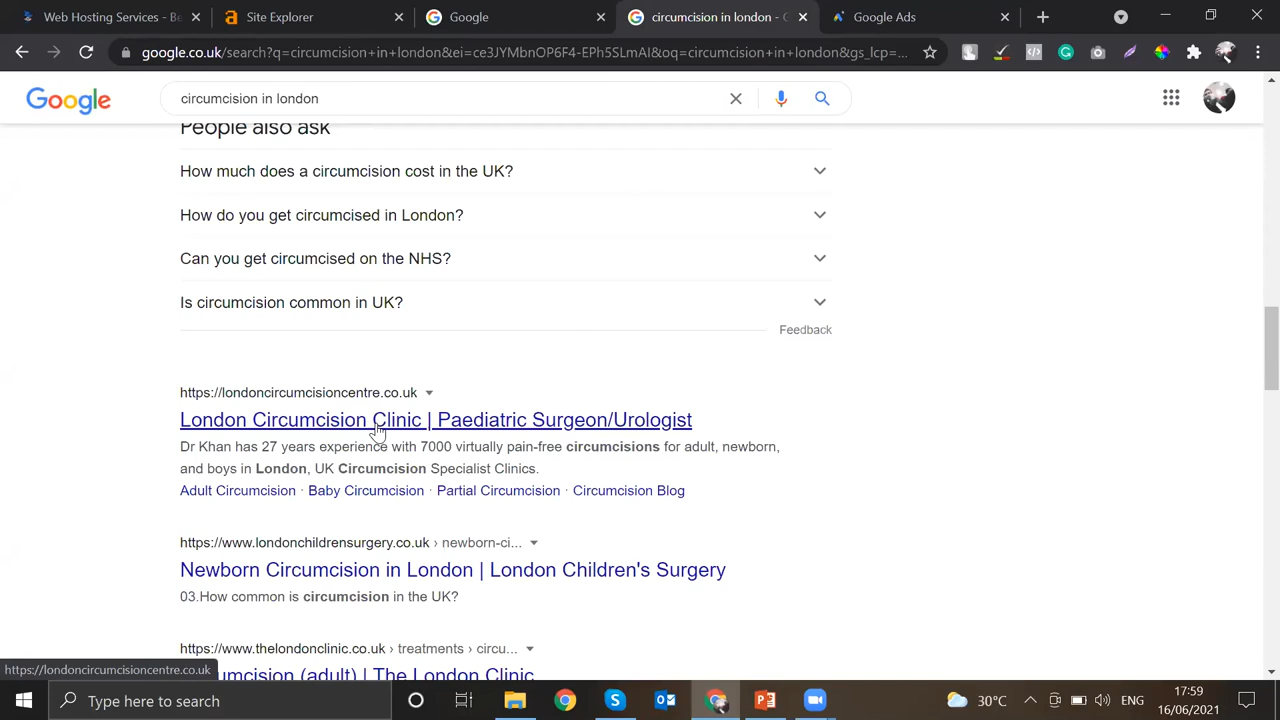 Web Hosting Services - Be
Site Explorer
Google
circumcision in london - G
Google Ads
google.co.uk/search?q=circumcision+in+london&ei=ce3JYMbnOP6F4-EPh5SLmAI&oq=circumcision+in+london&gs_lcp=...
Google
circumcision in london
People also ask
How much does a circumcision cost in the UK?
How do you get circumcised in London?
Can you get circumcised on the NHS?
Is circumcision common in UK?
Feedback
https://londoncircumcisioncentre.co.uk
London Circumcision Clinic | Paediatric Surgeon/Urologist
Dr Khan has 27 years experience with 7000 virtually pain-free circumcisions for adult, newborn,
and boys in London, UK Circumcision Specialist Clinics.
Adult Circumcision · Baby Circumcision · Partial Circumcision · Circumcision Blog
https://www.londonchildrensurgery.co.uk › newborn-ci...
Newborn Circumcision in London | London Children's Surgery
03.How common is circumcision in the UK?
https://www.thelondonclinic.co.uk › treatments › circu...
https://londoncircumcisioncentre.co.uk
umcision (adult) | The London Clinic
Type here to search
30°C
ENG
17:59
16/06/2021